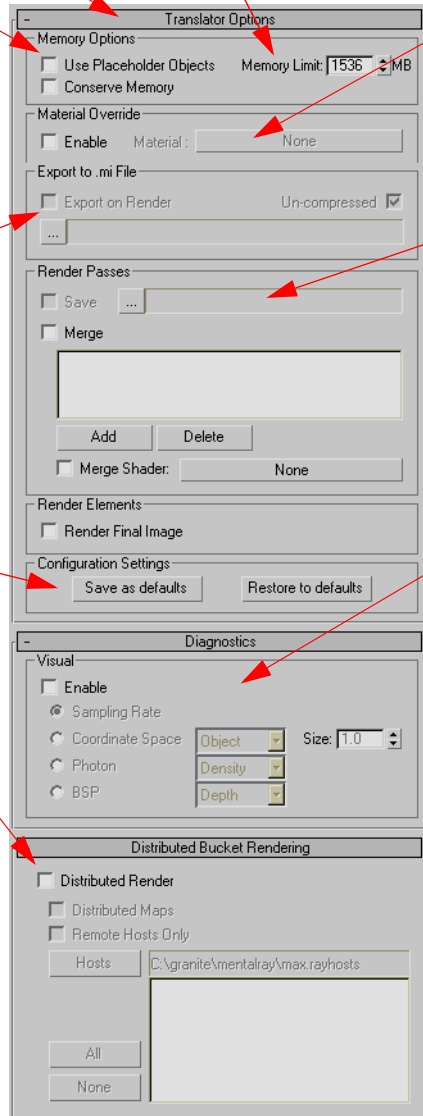 - Translator Options
Memory Options
Use Placeholder Objects Memory Limit: 1536 MB
Conserve Memory
Material Override
Enable Material : None
Export to .mi File
Export on Render Un-compressed
...
Render Passes
Save ...
Merge
Add Delete
Merge Shader: None
Render Elements
Render Final Image
Configuration Settings
Save as defaults Restore to defaults
- Diagnostics
Visual
Enable
Sampling Rate
Coordinate Space Object Size: 1.0
Photon Density
BSP Depth
- Distributed Bucket Rendering
Distributed Render
Distributed Maps
Remote Hosts Only
Hosts C:\granite\mentalray\max.rayhosts
All
None